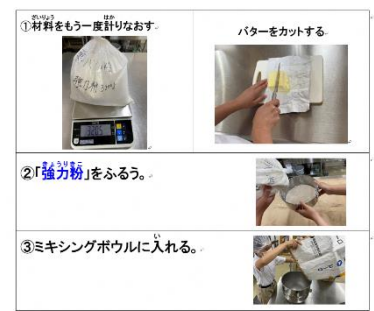 ①材料をもう一度計りなおす
バターをカットする
②「強力粉」をふるう。
③ミキシングボウルに入れる。